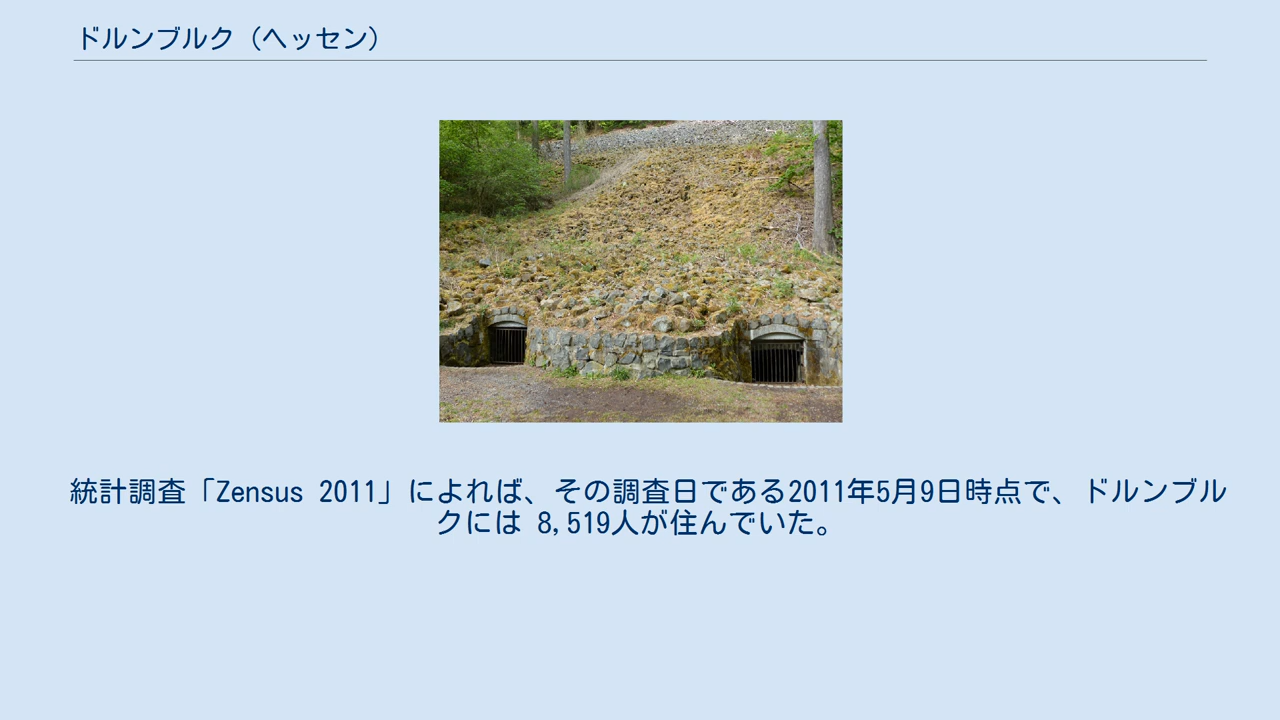 ドルンブルク（ヘッセン）
統計調査「Zensus 2011」によれば、その調査日である2011年5月9日時点で、ドルンブル
クには 8,519人が住んでいた。